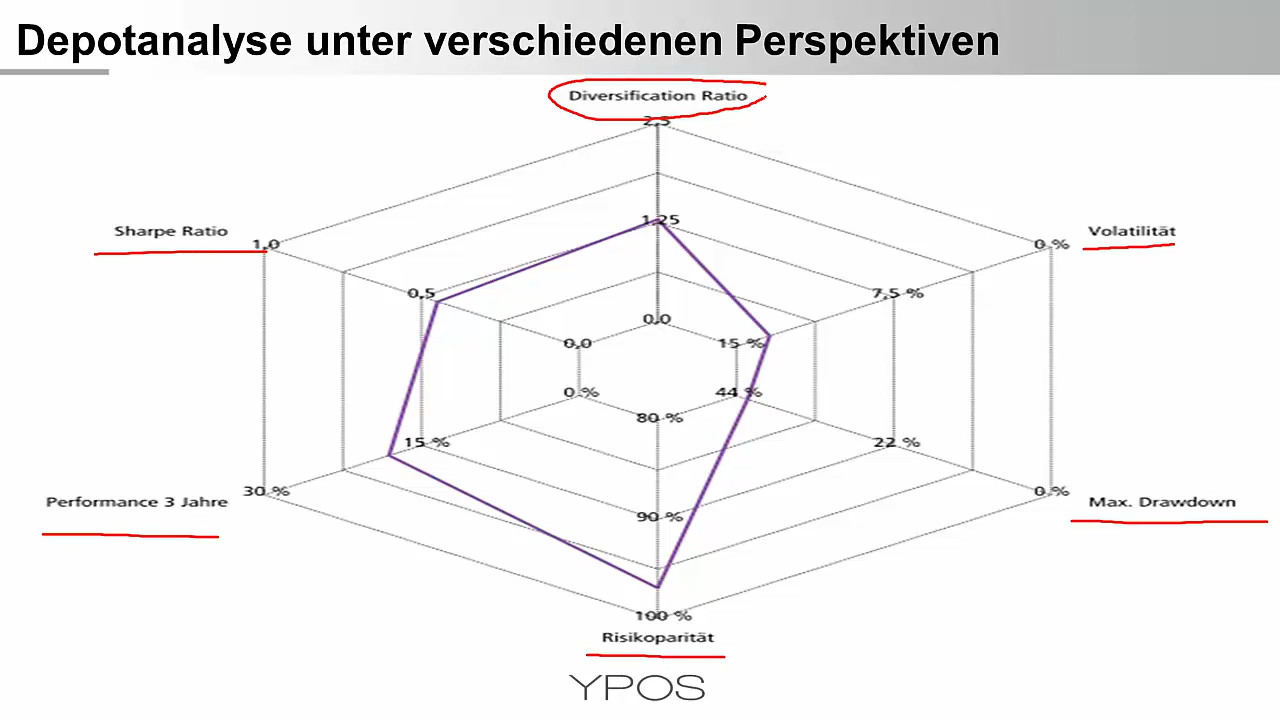 Depotanalyse unter verschiedenen Perspektiven
Diversification Ratio
2,5
Sharpe Ratio
1,0
Volatilität
0 %
1,25
0,5
7,5 %
0,0
0,0
15 %
0 %
44 %
80 %
15 %
22 %
Performance 3 Jahre
30 %
0 %
Max. Drawdown
90 %
100 %
Risikoparität
YPOS